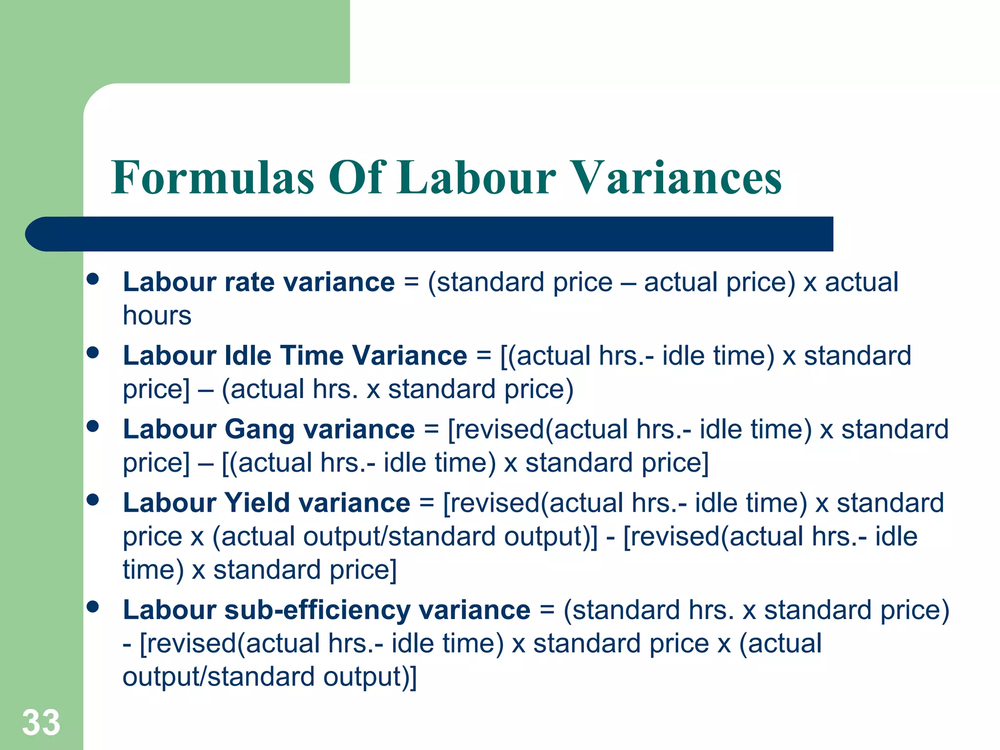 Formulas Of Labour Variances
• Labour rate variance = (standard price – actual price) x actual
hours
• Labour Idle Time Variance = [(actual hrs.- idle time) x standard
price] – (actual hrs. x standard price)
• Labour Gang variance = [revised(actual hrs.- idle time) x standard
price] – [(actual hrs.- idle time) x standard price]
• Labour Yield variance = [revised(actual hrs.- idle time) x standard
price x (actual output/standard output)] - [revised(actual hrs.- idle
time) x standard price]
• Labour sub-efficiency variance = (standard hrs. x standard price)
- [revised(actual hrs.- idle time) x standard price x (actual
output/standard output)]
33